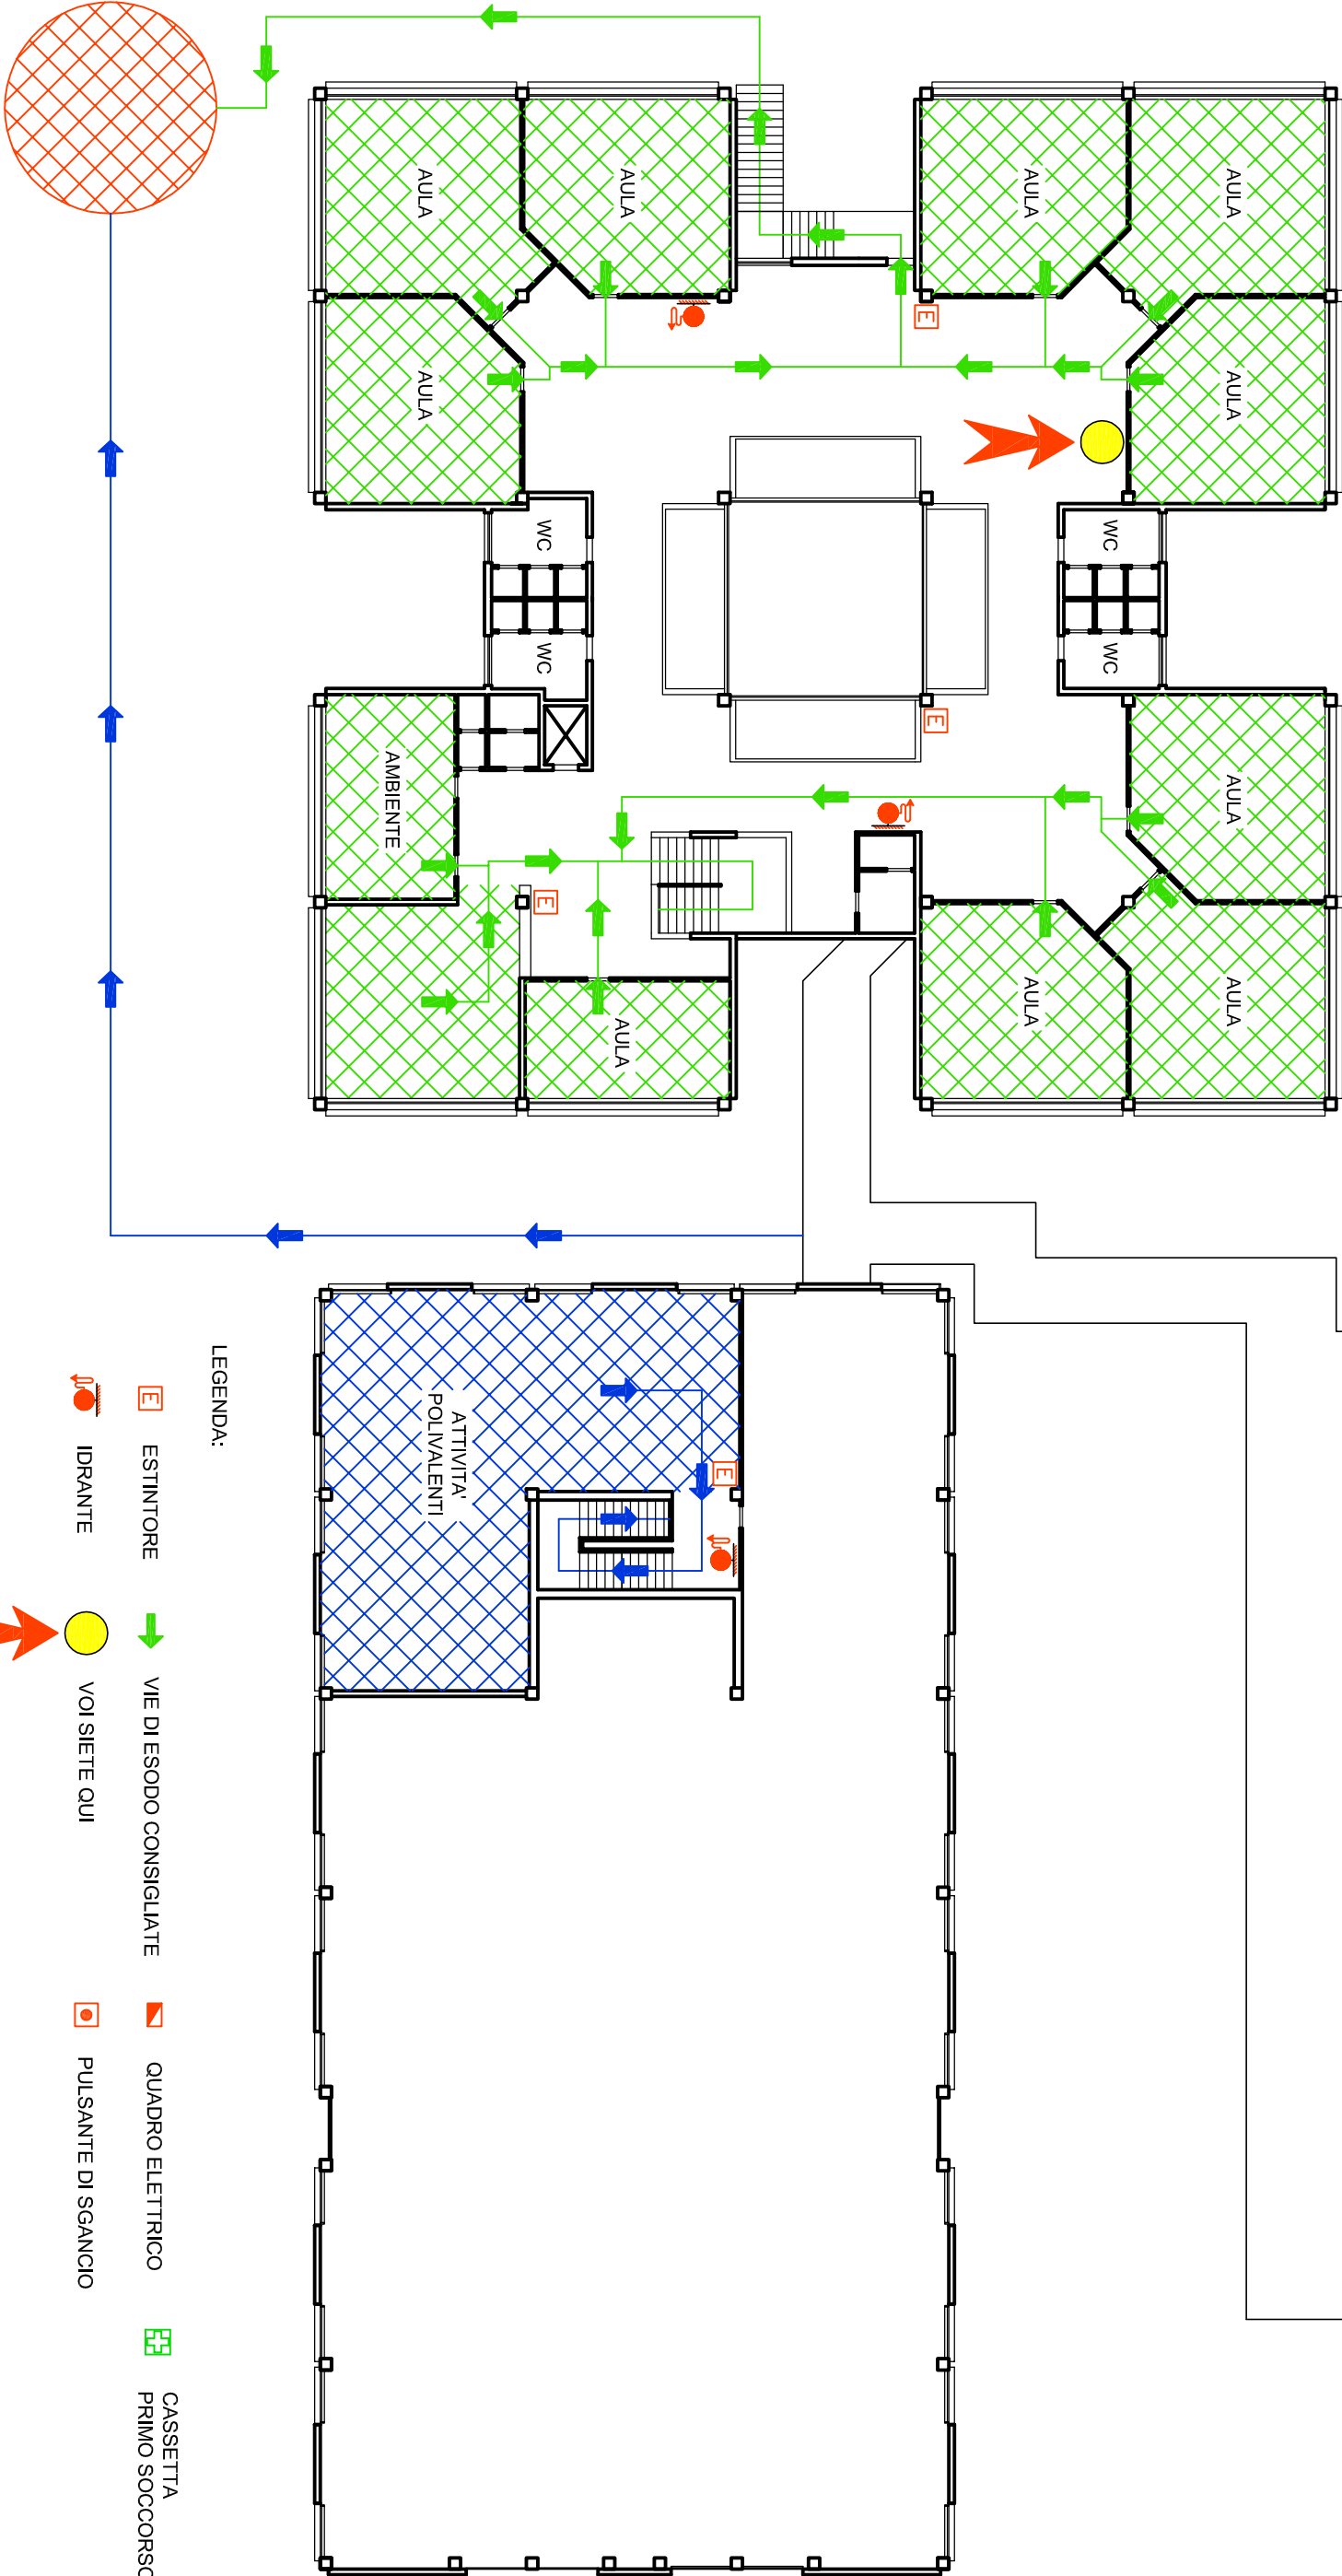 AULA
AULA
AULA
AULA
AULA
AULA
WC
WC
WC
WC
AMBIENTE
AULA
AULA
AULA
AULA
E
E
E
ATTIVITA'
POLIVALENTI
E
LEGENDA:
E ESTINTORE
IDRANTE
VIE DI ESODO CONSIGLIATE
VOI SIETE QUI
QUADRO ELETTRICO
PULSANTE DI SGANCIO
CASSETTA
PRIMO SOCCORSO